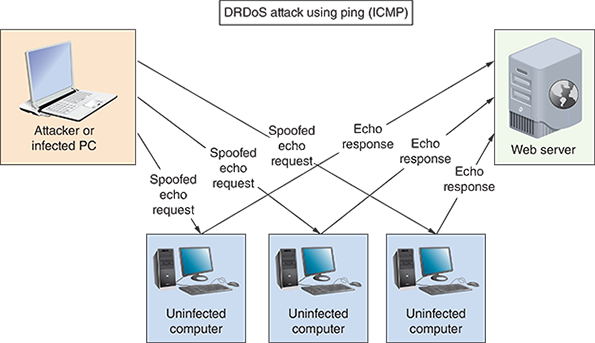 DRDoS attack using ping (ICMP)
Attacker or
infected PC
Web server
Spoofed
echo
request
Spoofed
echo
request
Spoofed
echo
request
Echo
response
Echo
response
Echo
response
Uninfected
computer
Uninfected
computer
Uninfected
computer